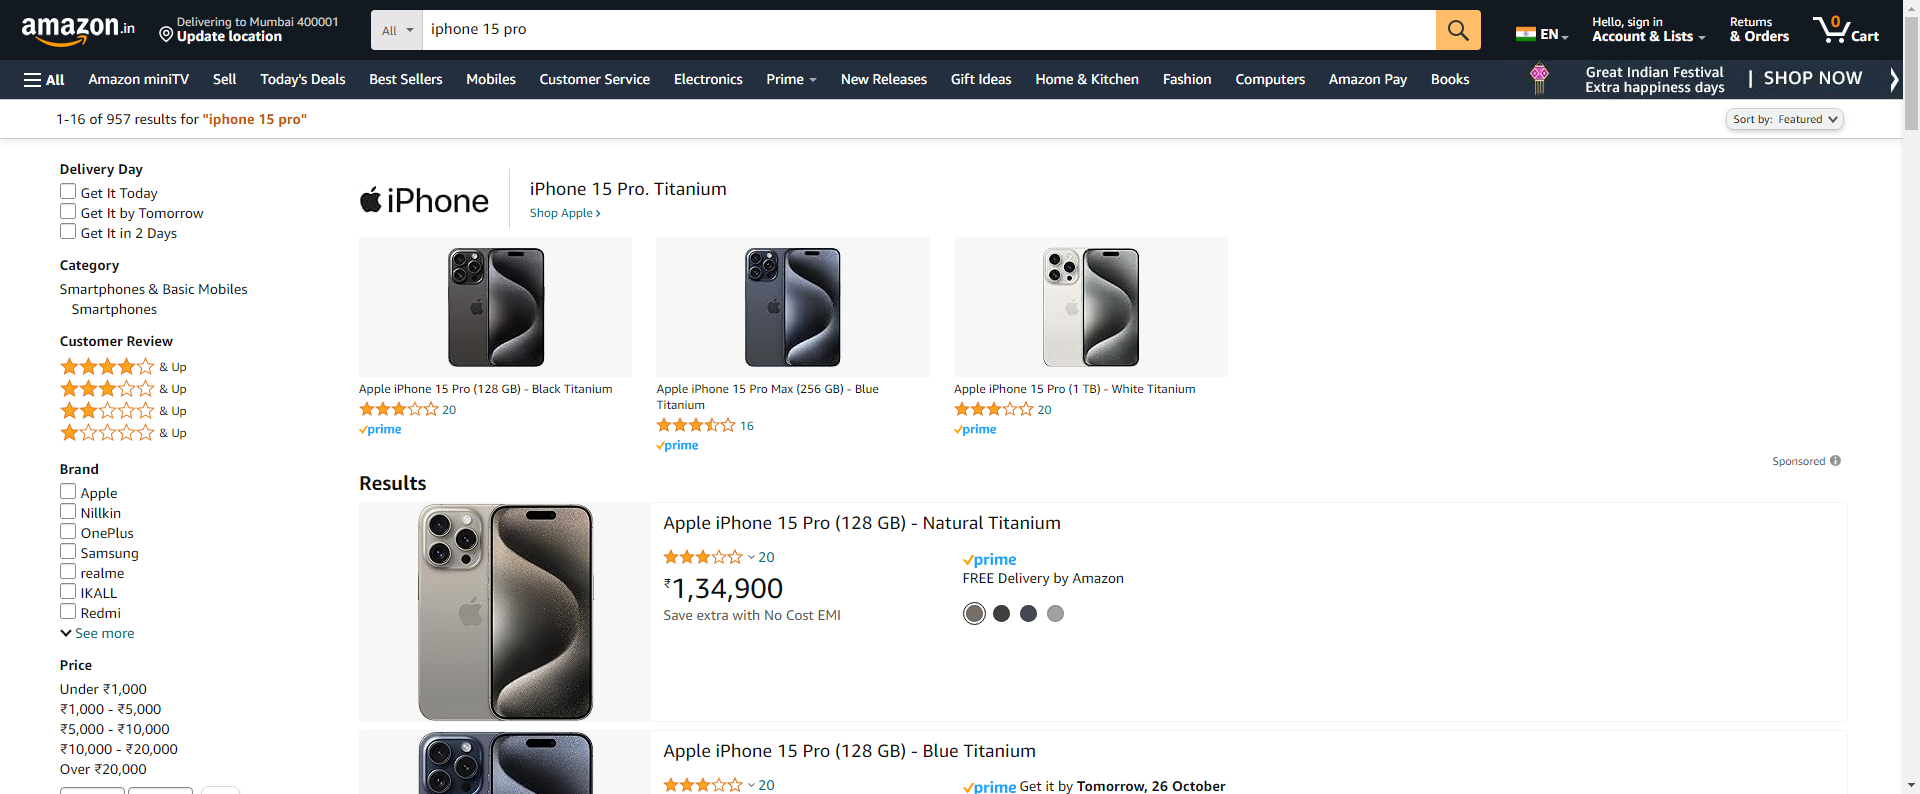 amazon.in
Delivering to Mumbai 400001
Update location
All
iphone 15 pro
EN
Hello, sign in
Account & Lists
Returns
& Orders
0
Cart
All
Amazon miniTV
Sell
Today's Deals
Best Sellers
Mobiles
Customer Service
Electronics
Prime
New Releases
Gift Ideas
Home & Kitchen
Fashion
Computers
Amazon Pay
Books
Great Indian Festival
Extra happiness days
| SHOP NOW
1-16 of 957 results for "iphone 15 pro"
Sort by: Featured
Delivery Day
Get It Today
Get It by Tomorrow
Get It in 2 Days
Category
Smartphones & Basic Mobiles
Smartphones
Customer Review
& Up
& Up
& Up
& Up
Brand
Apple
Nillkin
OnePlus
Samsung
realme
IKALL
Redmi
See more
Price
Under ₹1,000
₹1,000 - ₹5,000
₹5,000 - ₹10,000
₹10,000 - ₹20,000
Over ₹20,000
iPhone
iPhone 15 Pro. Titanium
Shop Apple ›
Apple iPhone 15 Pro (128 GB) - Black Titanium
20
prime
Apple iPhone 15 Pro Max (256 GB) - Blue
Titanium
16
prime
Apple iPhone 15 Pro (1 TB) - White Titanium
20
prime
Sponsored
Results
Apple iPhone 15 Pro (128 GB) - Natural Titanium
20
₹1,34,900
Save extra with No Cost EMI
prime
FREE Delivery by Amazon
Apple iPhone 15 Pro (128 GB) - Blue Titanium
20
prime Get it by Tomorrow, 26 October